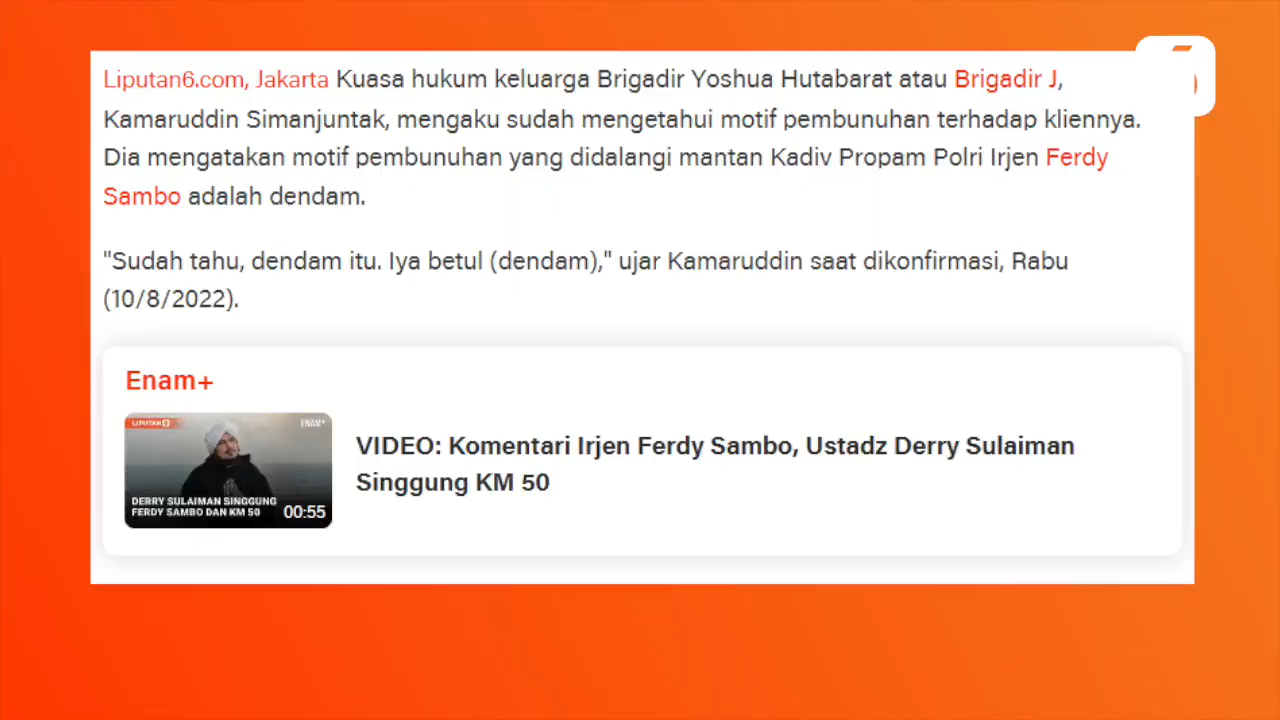 Liputan6.com, Jakarta Kuasa hukum keluarga Brigadir Yoshua Hutabarat atau Brigadir J,
Kamaruddin Simanjuntak, mengaku sudah mengetahui motif pembunuhan terhadap kliennya.
Dia mengatakan motif pembunuhan yang didalangi mantan Kadiv Propam Polri Irjen Ferdy
Sambo adalah dendam.
"Sudah tahu, dendam itu. Iya betul (dendam)," ujar Kamaruddin saat dikonfirmasi, Rabu
(10/8/2022).
Enam+
LIPUTAN6
ENAM+
DERRY SULAIMAN SINGGUNG
FERDY SAMBO DAN KM 50
00:55
VIDEO: Komentari Irjen Ferdy Sambo, Ustadz Derry Sulaiman
Singgung KM 50